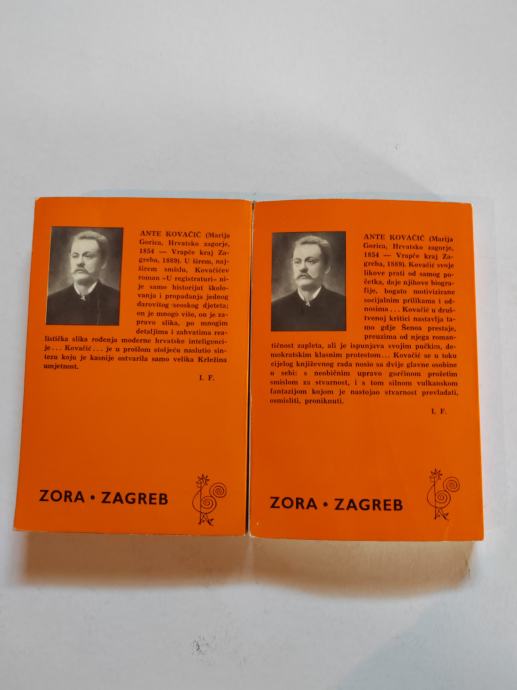 ANTE KOVAČIĆ (Marija
Gorica, Hrvatsko zagorje,
1854 — Vrapče kraj Za-
greba, 1889). U širem, naj-
širem smislu, Kovačićev
roman »U registraturi« ni-
je samo historijat školo-
vanja i propadanja jednog
darovitog seoskog djeteta;
on je mnogo više, on je za-
pravo slika, po mnogim
detaljima i zahvatima rea-
listička slika rođenja moderne hrvatske inteligenci-
je... Kovačić... je u prošlom stoljeću naslutio sin-
tezu koju je kasnije ostvarila samo velika Krležina
umjetnost.
I. F.
ZORA • ZAGREB
ANTE KOVAČIĆ (Marija
Gorica, Hrvatsko zagorje,
1854 — Vrapče kraj Za-
greba, 1889). Kovačić svoje
likove prati od samog po-
četka, daje njihove biogra-
fije, bogato motivizirane
socijalnim prilikama i od-
nosima... Kovačić u dru-
štvenoj kritici nastavlja ta-
mo gdje Šenoa prestaje,
preuzima od njega roman-
tičnost zapleta, ali je ispunjava svojim pučkim, de-
mokratskim klasnim protestom... Kovačić se u toku
cijelog književnog rada nosio sa dvije glavne osobine
u sebi: s neobičnim upravo gorčinom prožetim
smislom za stvarnost, i s tom silnom vulkanskom
fantazijom kojom je nastojao stvarnost prevladati,
osmisliti, proniknuti.
I. F.
ZORA • ZAGREB